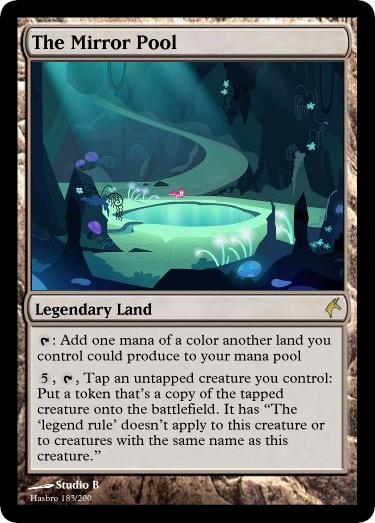 The Mirror Pool
Legendary Land
: Add one mana of a color another land you
control could produce to your mana pool
5 , , Tap an untapped creature you control:
Put a token that's a copy of the tapped
creature onto the battlefield. It has “The
‘legend rule’ doesn’t apply to this creature or
to creatures with the same name as this
creature.”
Studio B
Hasbro 183/200